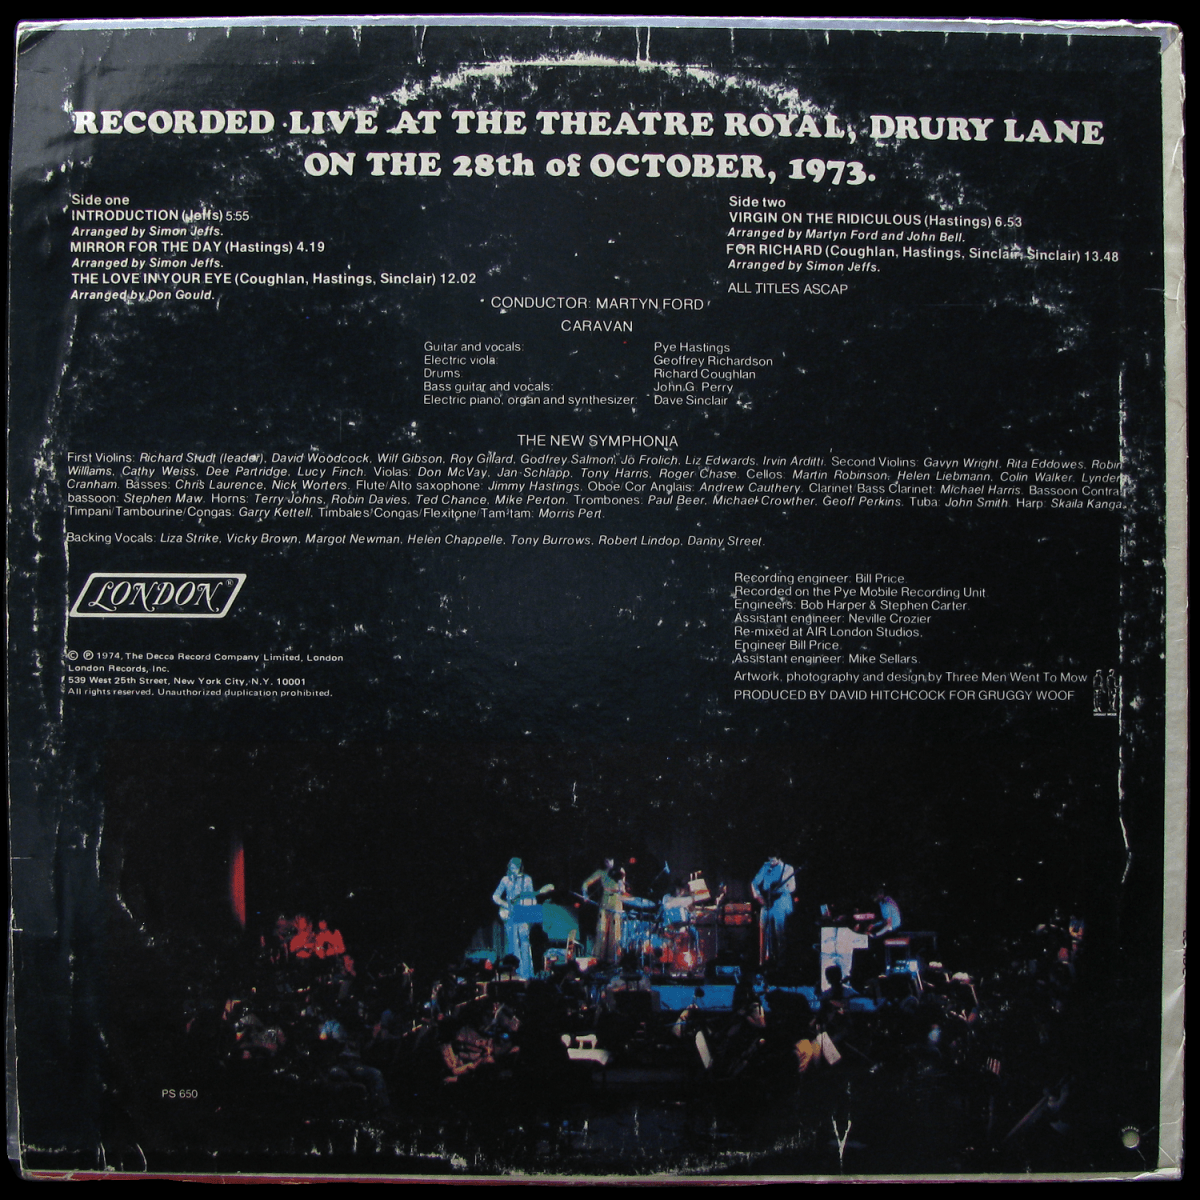 RECORDED LIVE AT THE THEATRE ROYAL, DRURY LANE
ON THE 28th of OCTOBER, 1973.
Side one
INTRODUCTION (Jeffs) 5:55
Arranged by Simon Jeffs.
MIRROR FOR THE DAY (Hastings) 4.19
Arranged by Simon Jeffs.
THE LOVE IN YOUR EYE (Coughlan, Hastings, Sinclair) 12.02
Arranged by Don Gould.
Side two
VIRGIN ON THE RIDICULOUS (Hastings) 6.53
Arranged by Martyn Ford and John Bell.
FOR RICHARD (Coughlan, Hastings, Sinclair, Sinclair) 13.48
Arranged by Simon Jeffs.
ALL TITLES ASCAP
CONDUCTOR: MARTYN FORD
CARAVAN
Guitar and vocals: Pye Hastings
Electric viola: Geoffrey Richardson
Drums: Richard Coughlan
Bass guitar and vocals: John.G. Perry
Electric piano, organ and synthesizer: Dave Sinclair
THE NEW SYMPHONIA
First Violins: Richard Studt (leader), David Woodcock, Wilf Gibson, Roy Gillard, Godfrey Salmon, Jo Frolich, Liz Edwards, Irvin Arditti. Second Violins: Gavyn Wright, Rita Eddowes, Robin
Williams, Cathy Weiss, Dee Partridge, Lucy Finch. Violas: Don McVay, Jan Schlapp, Tony Harris, Roger Chase. Cellos: Martin Robinson, Helen Liebmann, Colin Walker, Lynden
Cranham. Basses: Chris Laurence, Nick Worters. Flute/Alto saxophone: Jimmy Hastings. Oboe/Cor Anglais: Andrew Cauthery. Clarinet Bass Clarinet: Michael Harris. Bassoon Contra
bassoon: Stephen Maw. Horns: Terry Johns, Robin Davies, Ted Chance, Mike Perton. Trombones: Paul Beer, Michael Crowther, Geoff Perkins. Tuba: John Smith. Harp: Skaila Kanga.
Timpani/Tambourine/Congas: Garry Kettell, Timbales/Congas/Flexitone/Tam-tam: Morris Pert.
Backing Vocals: Liza Strike, Vicky Brown, Margot Newman, Helen Chappelle, Tony Burrows, Robert Lindop, Danny Street.
LONDON®
© ℗ 1974, The Decca Record Company Limited, London
London Records, Inc.
539 West 25th Street, New York City, N.Y. 10001
All rights reserved. Unauthorized duplication prohibited.
Recording engineer: Bill Price
Recorded on the Pye Mobile Recording Unit
Engineers: Bob Harper & Stephen Carter.
Assistant engineer: Neville Crozier
Re-mixed at AIR London Studios.
Engineer Bill Price.
Assistant engineer: Mike Sellars.
Artwork, photography and design by Three Men Went To Mow
PRODUCED BY DAVID HITCHCOCK FOR GRUGGY WOOF
PS 650